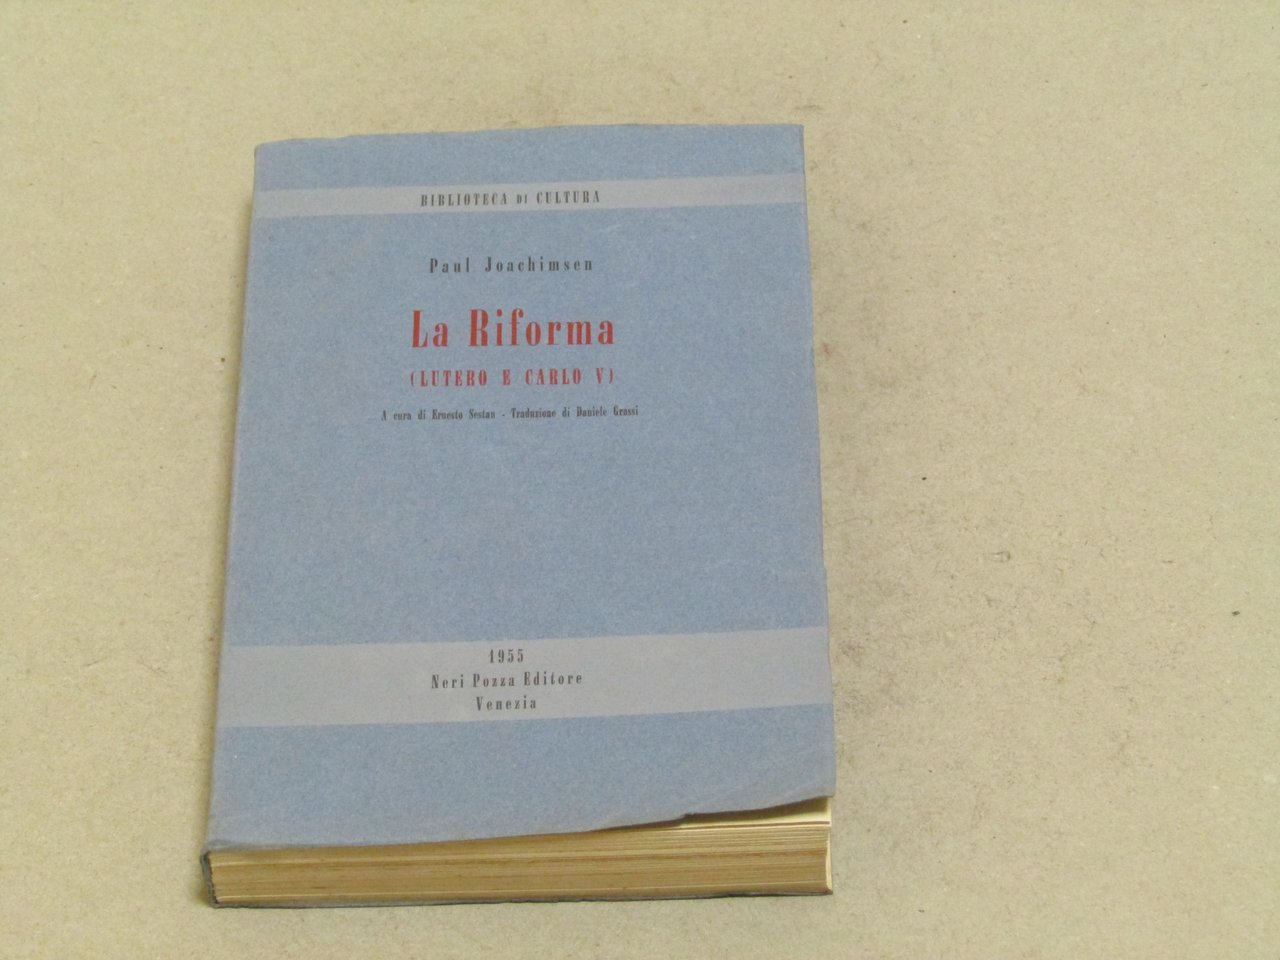 BIBLIOTECA DI CULTURA
Paul Joachimsen
La Riforma
(LUTERO E CARLO V)
A cura di Ernesto Sestan - Traduzione di Daniele Grassi
1955
Neri Pozza Editore
Venezia